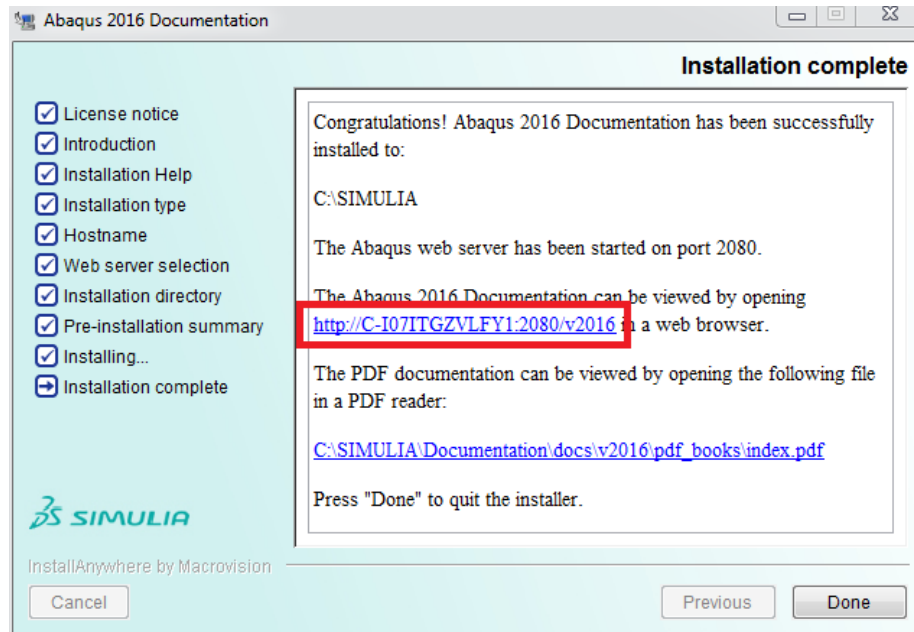 Abaqus 2016 Documentation
Installation complete
License notice
Introduction
Installation Help
Installation type
Hostname
Web server selection
Installation directory
Pre-installation summary
Installing...
Installation complete
Congratulations! Abaqus 2016 Documentation has been successfully
installed to:
C:\SIMULIA
The Abaqus web server has been started on port 2080.
The Abaqus 2016 Documentation can be viewed by opening
http://C-I07ITGZVLFY1:2080/v2016 in a web browser.
The PDF documentation can be viewed by opening the following file
in a PDF reader:
C:\SIMULIA\Documentation\docs\v2016\pdf_books\index.pdf
Press "Done" to quit the installer.
3DS SIMULIA
InstallAnywhere by Macrovision
Cancel
Previous
Done